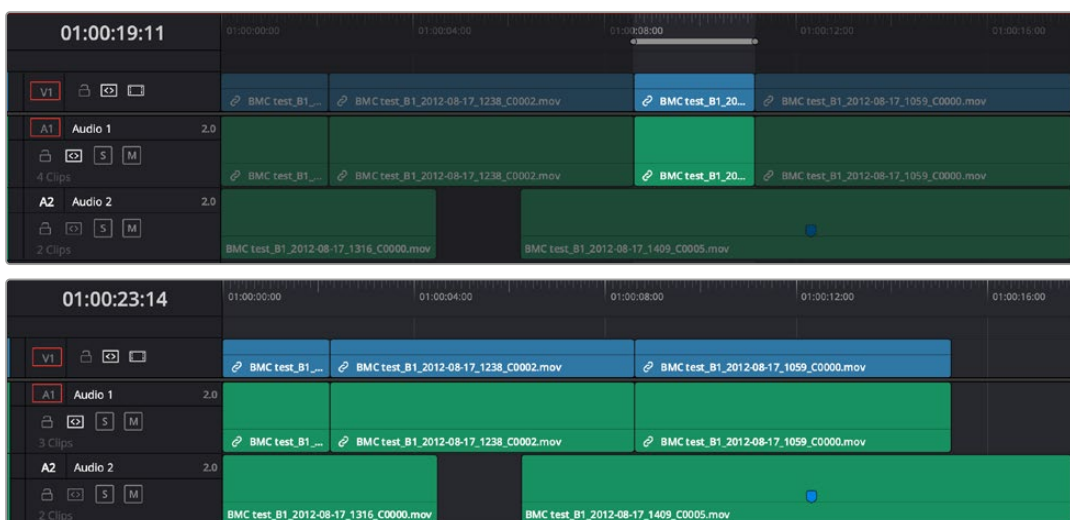 01:00:19:11
01:00:00:00 01:00:04:00 01:00:08:00 01:00:12:00 01:00:16:00
V1
BMC test_B1_... BMC test_B1_2012-08-17_1238_C0002.mov BMC test_B1_20... BMC test_B1_2012-08-17_1059_C0000.mov
A1 Audio 1 2.0
S M
4 Clips
BMC test_B1_... BMC test_B1_2012-08-17_1238_C0002.mov BMC test_B1_20... BMC test_B1_2012-08-17_1059_C0000.mov
A2 Audio 2 2.0
S M
2 Clips
BMC test_B1_2012-08-17_1316_C0000.mov BMC test_B1_2012-08-17_1409_C0005.mov
01:00:23:14
01:00:00:00 01:00:04:00 01:00:08:00 01:00:12:00 01:00:16:00
V1
BMC test_B1_... BMC test_B1_2012-08-17_1238_C0002.mov BMC test_B1_2012-08-17_1059_C0000.mov
A1 Audio 1 2.0
S M
3 Clips
BMC test_B1_... BMC test_B1_2012-08-17_1238_C0002.mov BMC test_B1_2012-08-17_1059_C0000.mov
A2 Audio 2 2.0
S M
2 Clips
BMC test_B1_2012-08-17_1316_C0000.mov BMC test_B1_2012-08-17_1409_C0005.mov